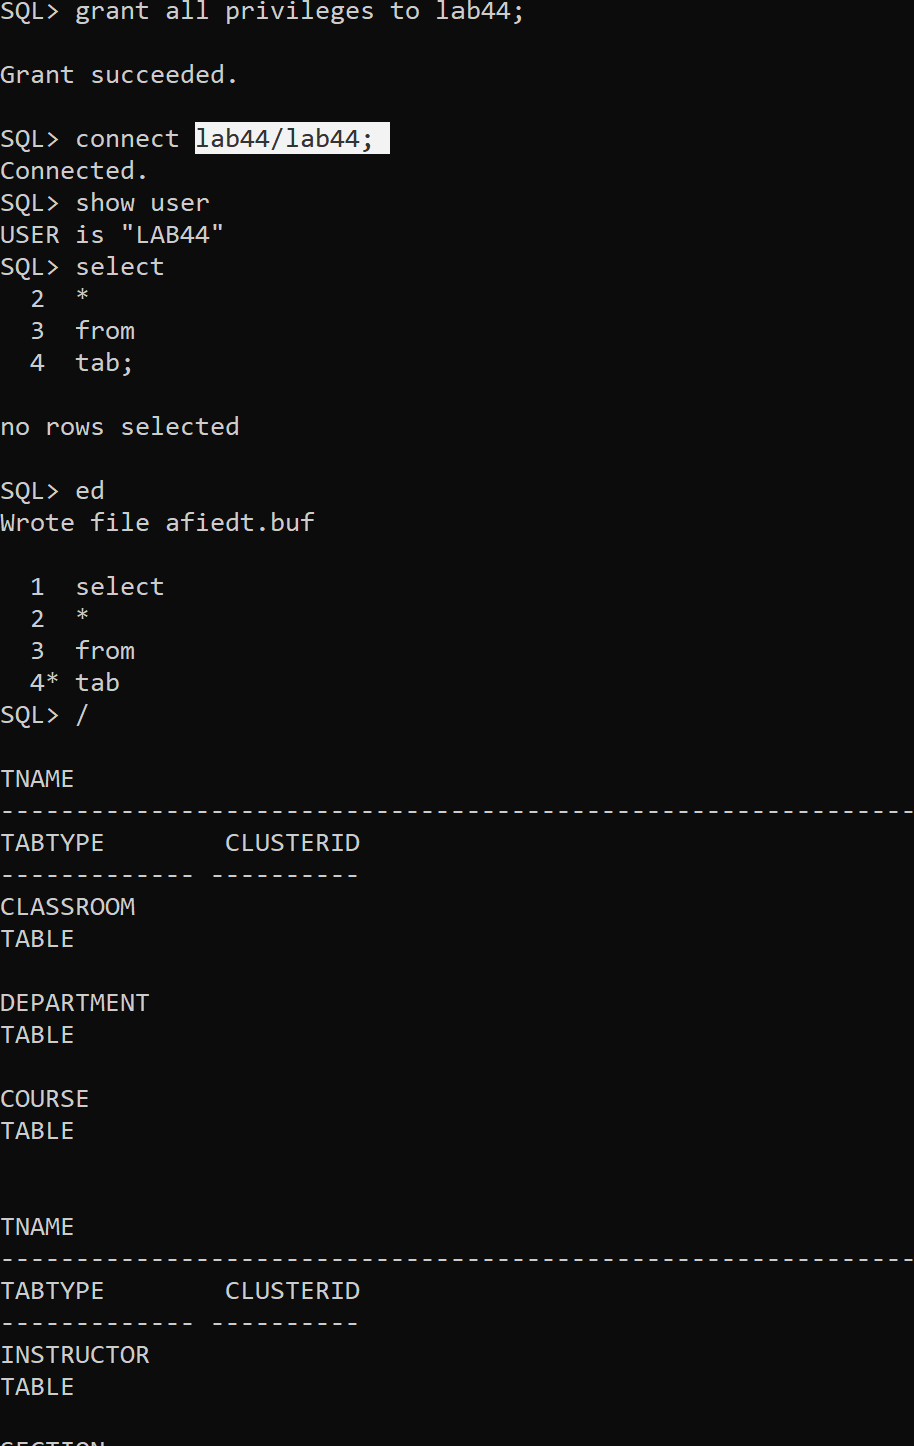 SQL> grant all privileges to lab44;
Grant succeeded.
SQL> connect lab44/lab44;
Connected.
SQL> show user
USER is "LAB44"
SQL> select
  2  *
  3  from
  4  tab;
no rows selected
SQL> ed
Wrote file afiedt.buf
  1  select
  2  *
  3  from
  4* tab
SQL> /
TNAME
-------------------------------------------------------------
TABTYPE        CLUSTERID
------------- ----------
CLASSROOM
TABLE
DEPARTMENT
TABLE
COURSE
TABLE
TNAME
-------------------------------------------------------------
TABTYPE        CLUSTERID
------------- ----------
INSTRUCTOR
TABLE